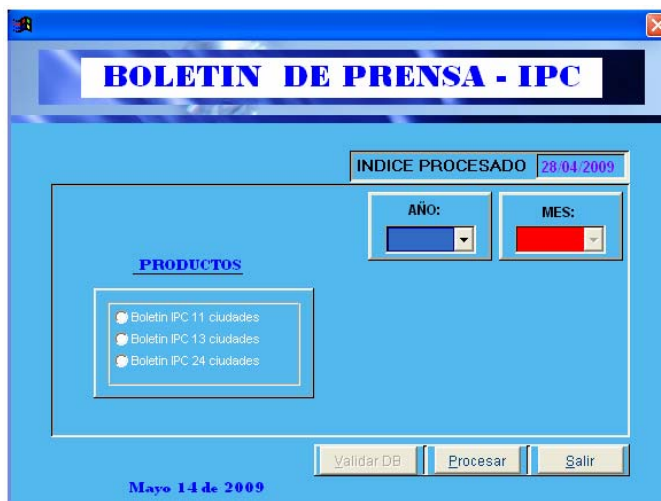 BOLETIN DE PRENSA - IPC
INDICE PROCESADO 28/04/2009
AÑO:
MES:
PRODUCTOS
Boletin IPC 11 ciudades
Boletin IPC 13 ciudades
Boletin IPC 24 ciudades
Validar DB
Procesar
Salir
Mayo 14 de 2009